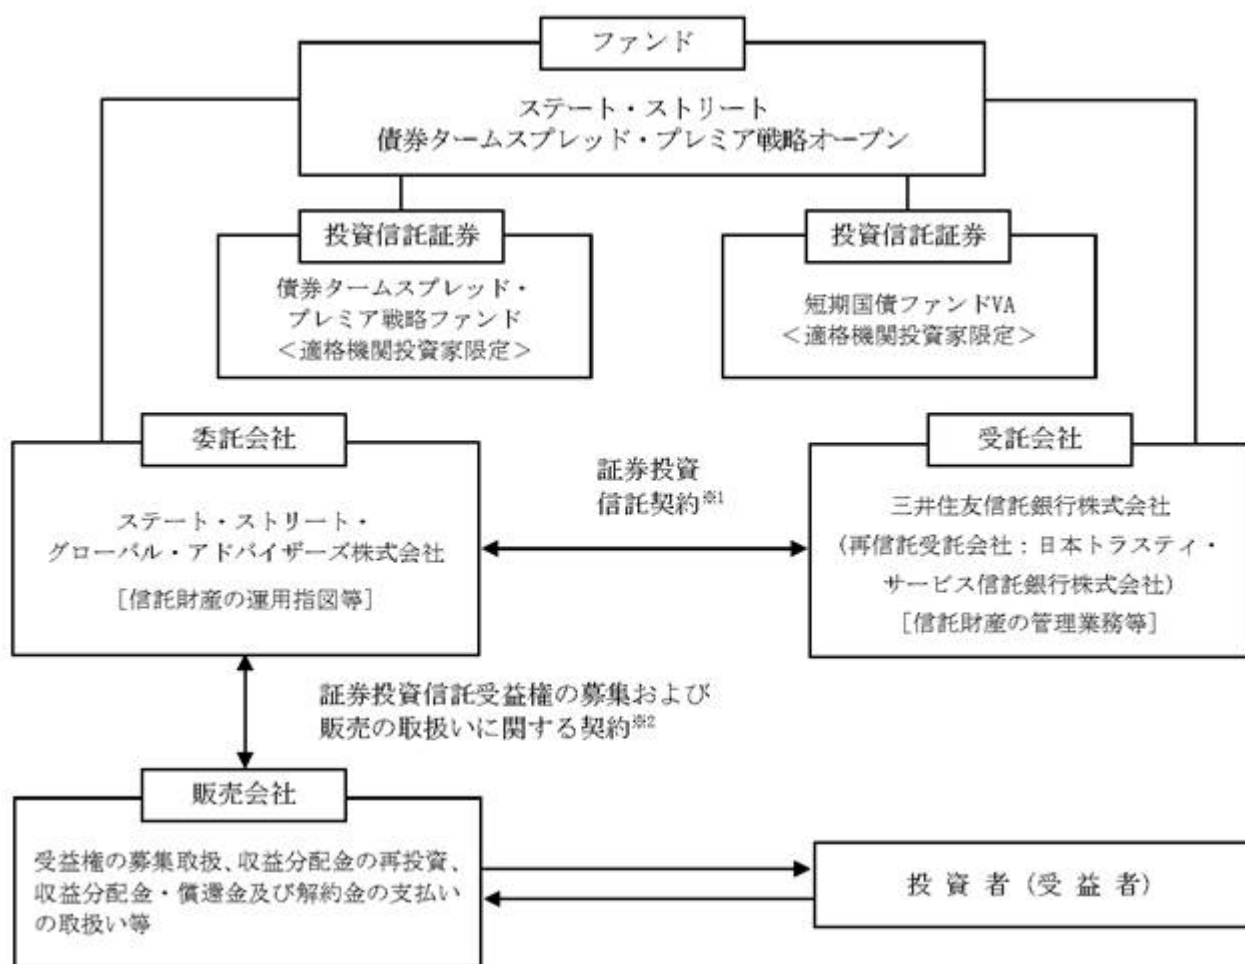 ファンド
ステート・ストリート
債券タームスプレッド・プレミア戦略オープン
投資信託証券
債券タームスプレッド・
プレミア戦略ファンド
<適格機関投資家限定>
投資信託証券
短期国債ファンドVA
<適格機関投資家限定>
委託会社
ステート・ストリート・
グローバル・アドバイザーズ株式会社
[信託財産の運用指図等]
証券投資
信託契約※1
受託会社
三井住友信託銀行株式会社
(再信託受託会社:日本トラスティ・
サービス信託銀行株式会社)
[信託財産の管理業務等]
証券投資信託受益権の募集および
販売の取扱いに関する契約※2
販売会社
受益権の募集取扱、収益分配金の再投資、
収益分配金・償還金及び解約金の支払い
の取扱い等
投資者(受益者)